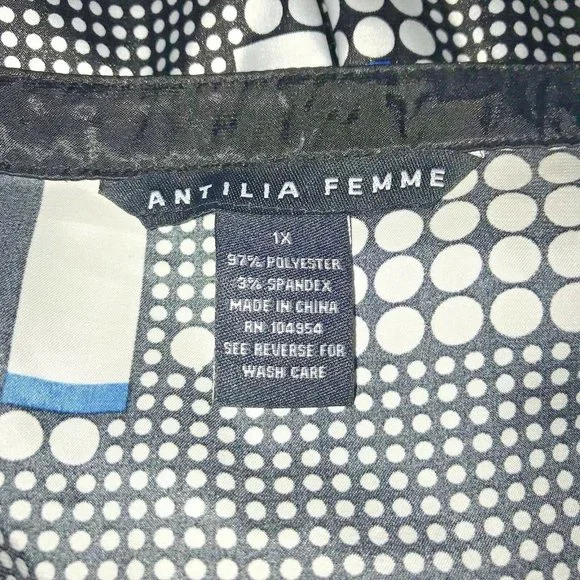 ANTILIA FEMME
1X
97% POLYESTER
3% SPANDEX
MADE IN CHINA
RN 104954
SEE REVERSE FOR
WASH CARE